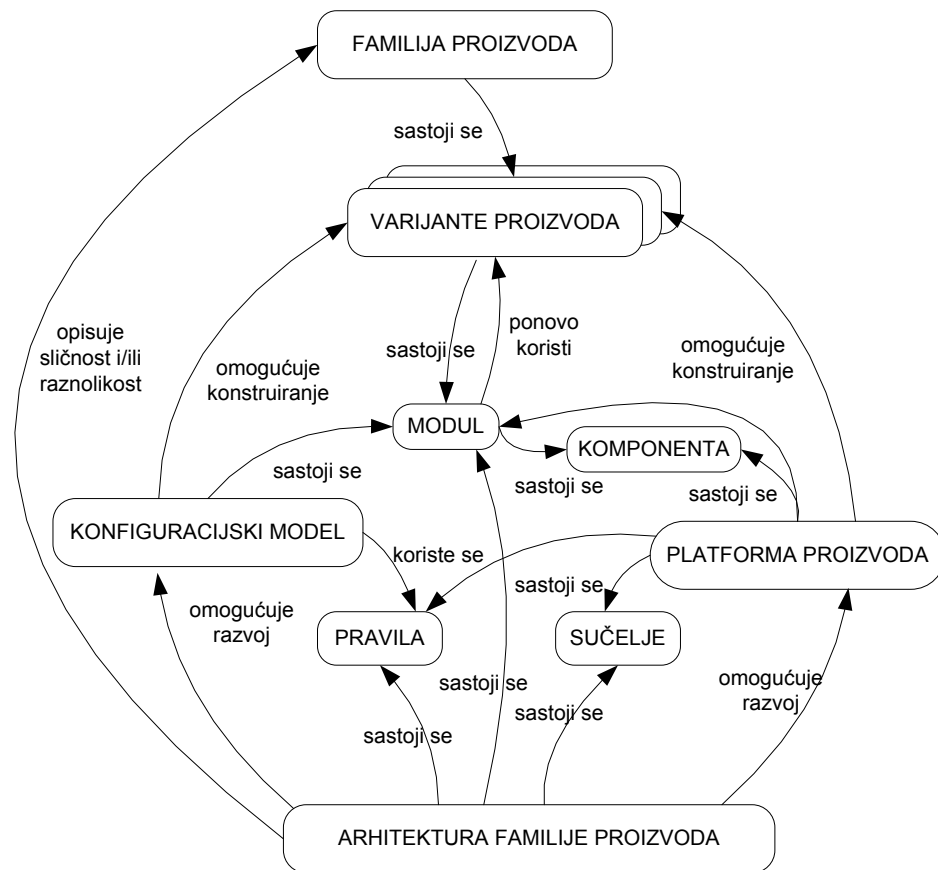 FAMILIJA PROIZVODA
sastoji se
VARIJANTE PROIZVODA
opisuje
sličnost i/ili
raznolikost
omogućuje
konstruiranje
sastoji se
ponovo
koristi
omogućuje
konstruiranje
MODUL
KOMPONENTA
sastoji se
sastoji se
sastoji se
KONFIGURACIJSKI MODEL
koriste se
PLATFORMA PROIZVODA
sastoji se
omogućuje
razvoj
PRAVILA
SUČELJE
sastoji se
omogućuje
razvoj
sastoji se
sastoji se
ARHITEKTURA FAMILIJE PROIZVODA